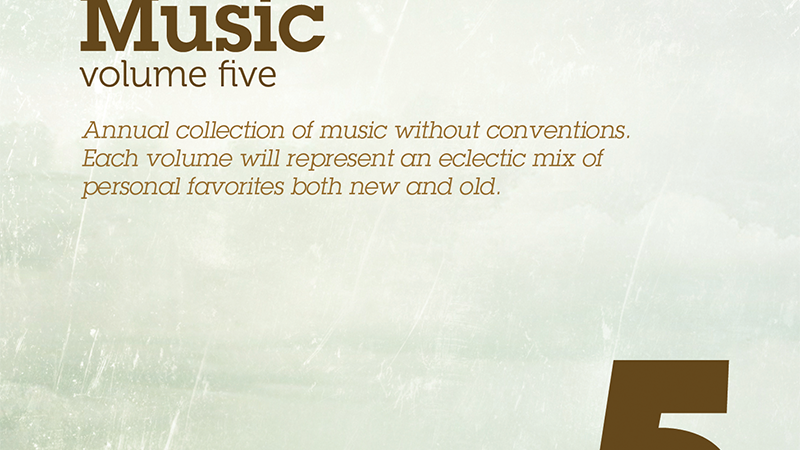 Music
volume five
Annual collection of music without conventions.
Each volume will represent an eclectic mix of
personal favorites both new and old.
5